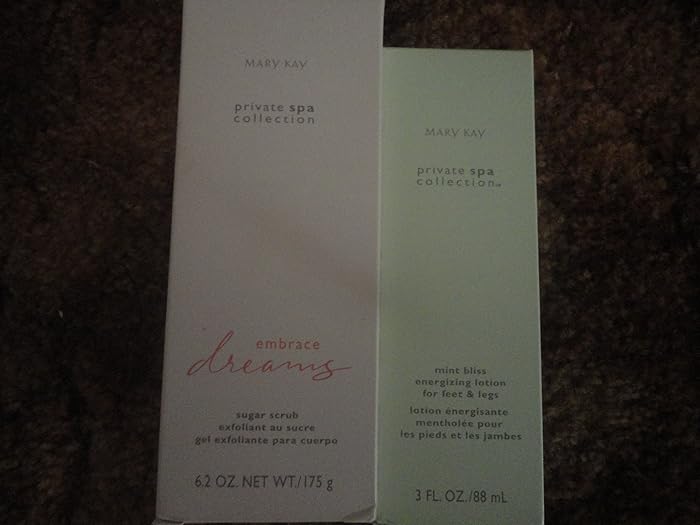 MARY KAY
private spa
collection
embrace
dreams
sugar scrub
exfoliant au sucre
gel exfoliante para cuerpo
6.2 OZ. NET WT./175 g
MARY KAY
private spa
collection™
mint bliss
energizing lotion
for feet & legs
lotion énergisante
mentholée pour
les pieds et les jambes
3 FL. OZ./88 mL